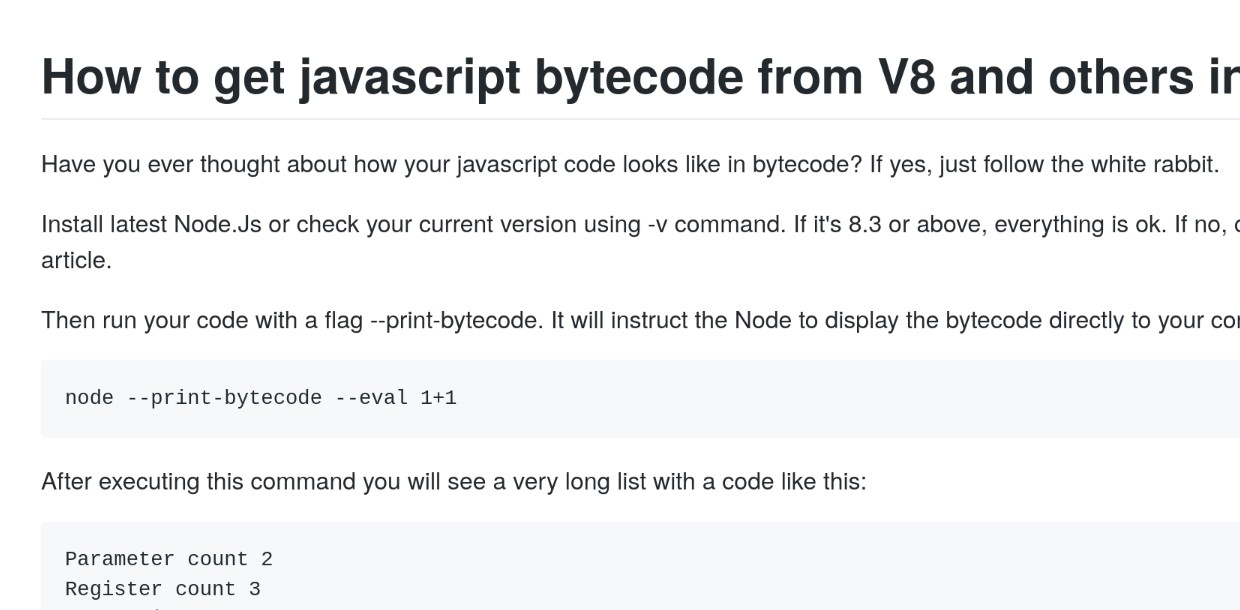 How to get javascript bytecode from V8 and others in
Have you ever thought about how your javascript code looks like in bytecode? If yes, just follow the white rabbit.
Install latest Node.Js or check your current version using -v command. If it's 8.3 or above, everything is ok. If no,
article.
Then run your code with a flag --print-bytecode. It will instruct the Node to display the bytecode directly to your
node --print-bytecode --eval 1+1
After executing this command you will see a very long list with a code like this:
Parameter count 2
Register count 3